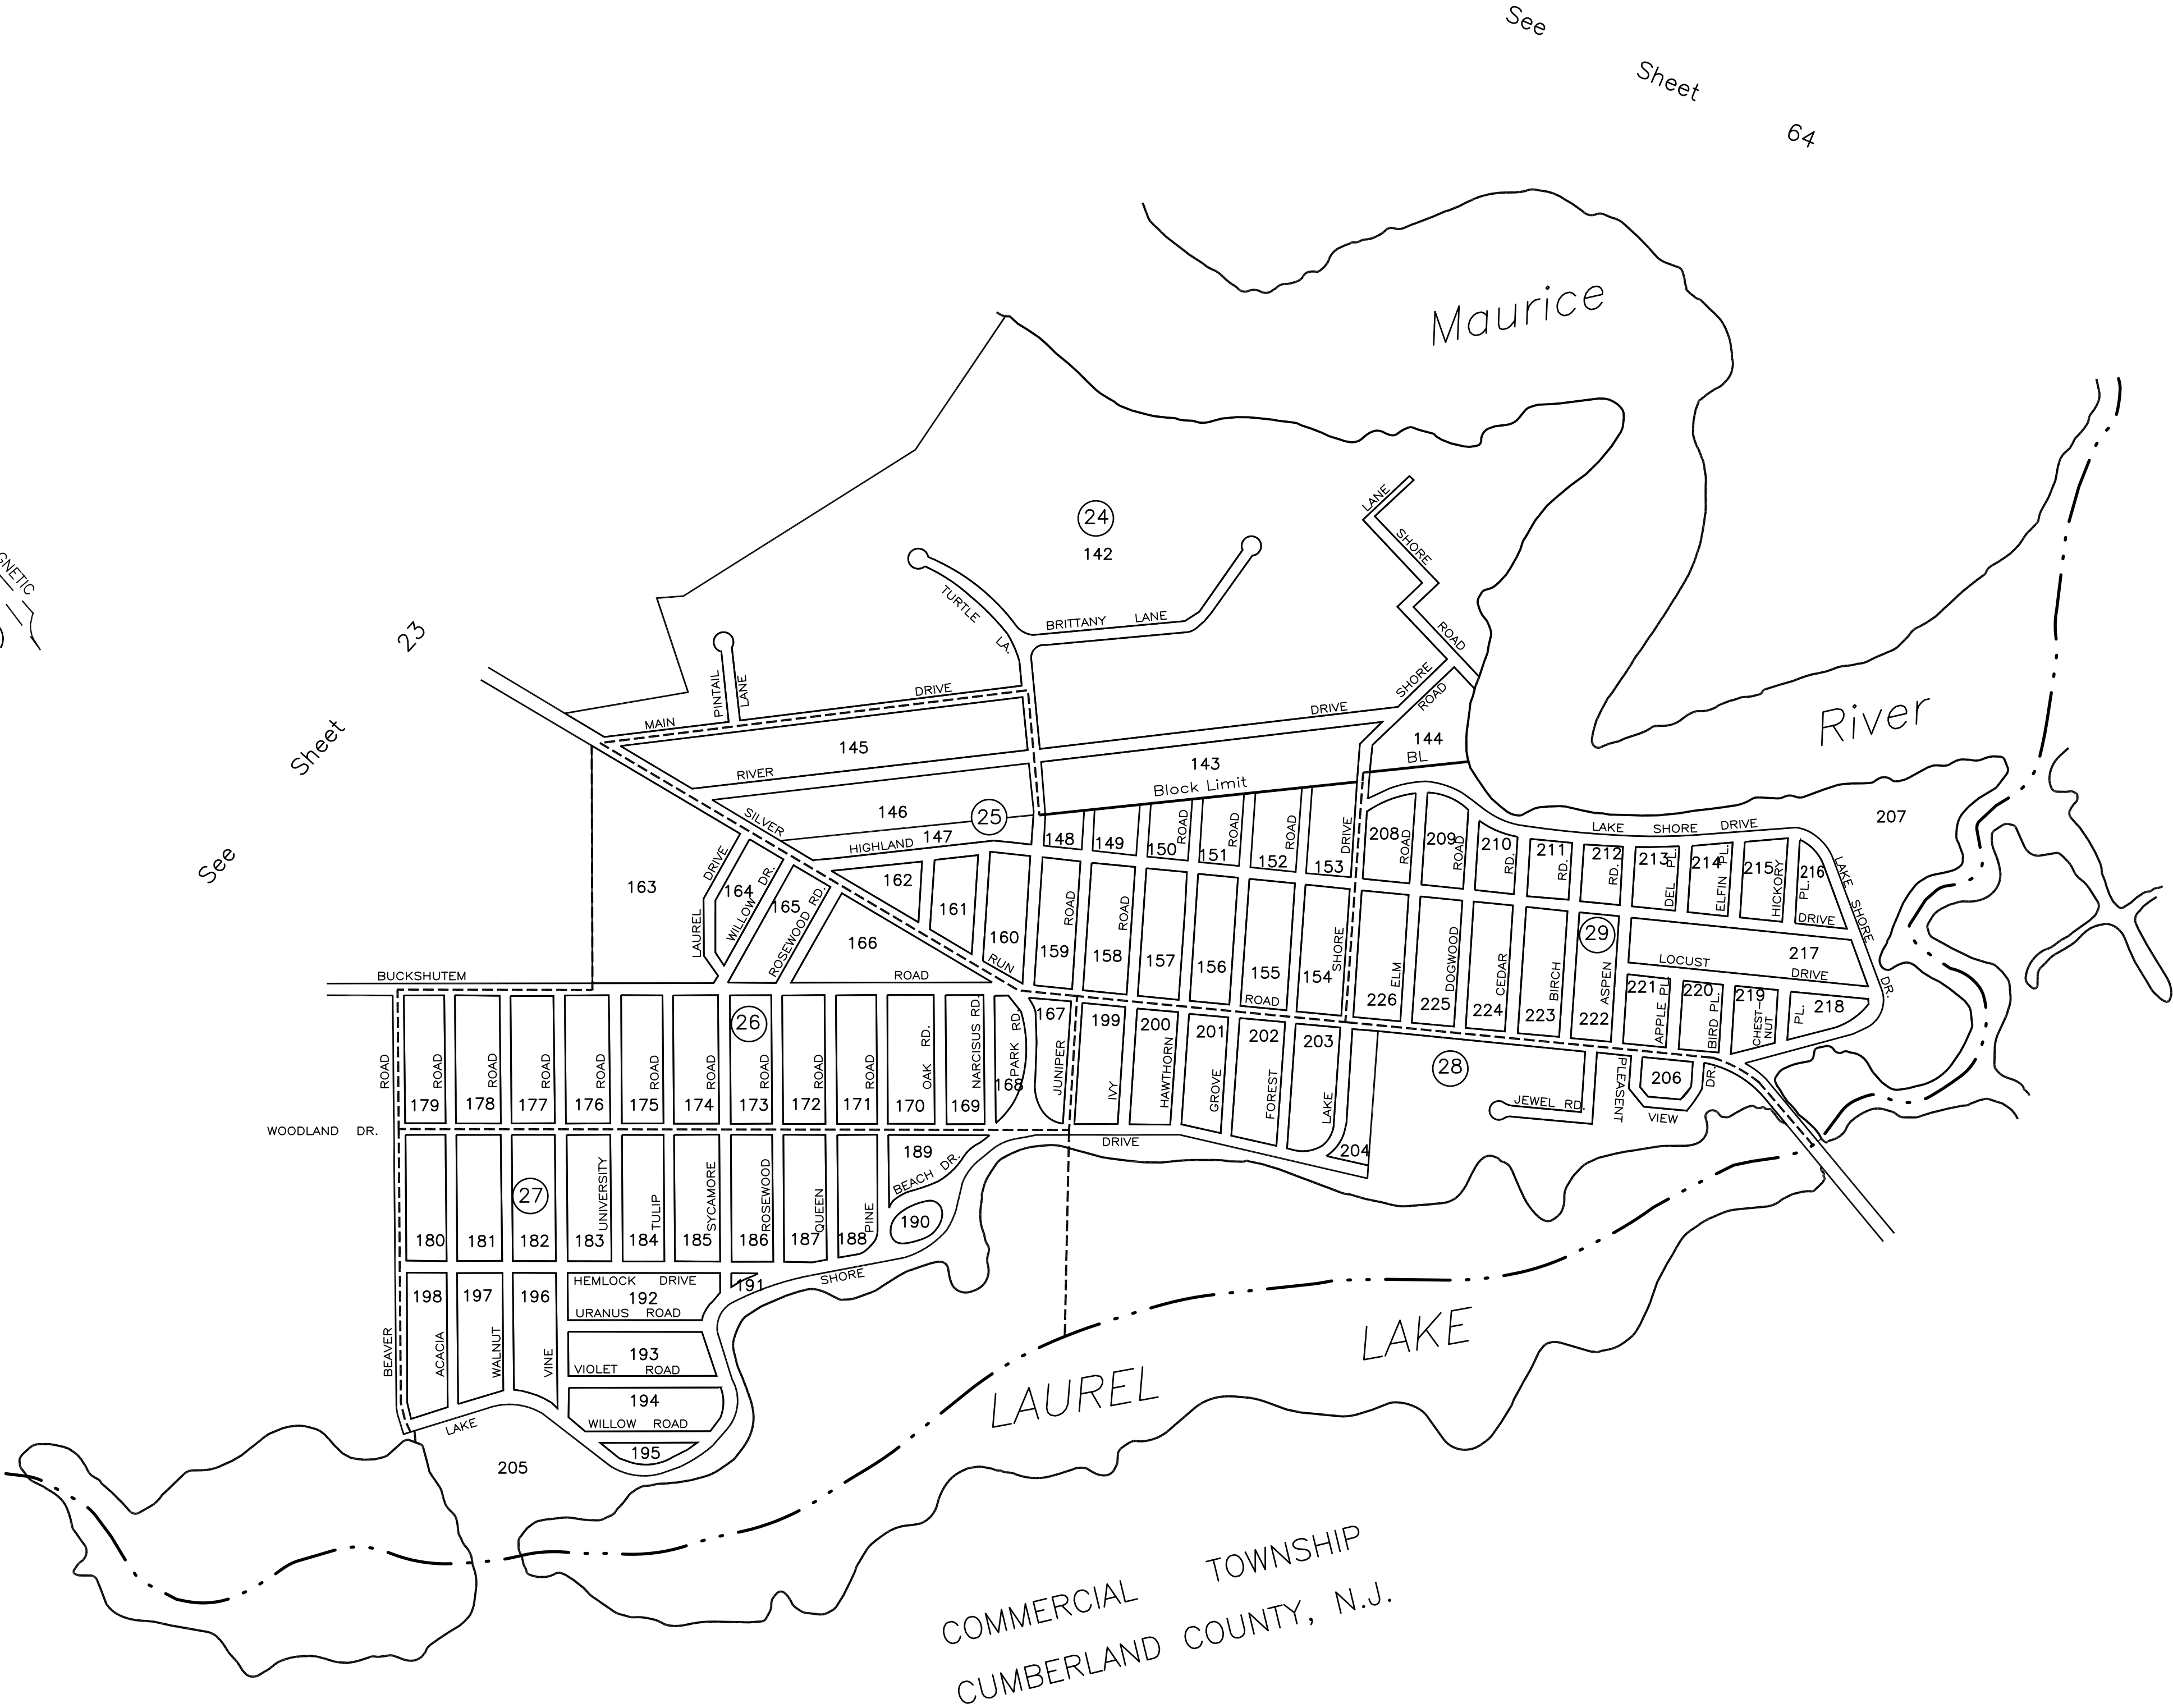 See
Sheet
64
Maurice
River
GNETIC
23
Sheet
See
24
142
TURTLE LA.
BRITTANY LANE
PINTAIL LANE
MAIN DRIVE
LANE
SHORE ROAD
SHORE ROAD
145
RIVER DRIVE
143
144
BL
Block Limit
146
25
147
SILVER RUN ROAD
HIGHLAND
148
149
150
151
152
153
ROAD
ROAD
ROAD
DRIVE
208
209
210
211
212
213
214
215
216
ROAD
ROAD
RD.
RD.
RD.
DEL PL.
ELFIN PL.
HICKORY PL.
LAKE SHORE DRIVE
LAKE SHORE DR.
207
DRIVE
163
LAUREL DRIVE
164
WILLOW DR.
165
ROSEWOOD RD.
166
162
161
160
159
158
157
156
155
154
ROAD
ROAD
SHORE
226
225
224
223
222
ELM
DOGWOOD
CEDAR
BIRCH
ASPEN
29
217
LOCUST DRIVE
221
220
219
218
APPLE PL.
BIRD PL.
CHEST-
NUT
PL.
BUCKSHUTEM ROAD
26
179
178
177
176
175
174
173
172
171
170
169
168
167
ROAD
ROAD
ROAD
ROAD
ROAD
ROAD
ROAD
ROAD
ROAD
ROAD
OAK RD.
NARCISUS RD.
PARK RD.
JUNIPER
199
200
201
202
203
204
IVY
HAWTHORN
GROVE
FOREST
LAKE
28
JEWEL RD.
PLEASENT
VIEW
DR.
206
WOODLAND DR.
DRIVE
27
180
181
182
183
184
185
186
187
188
189
190
191
UNIVERSITY
TULIP
SYCAMORE
ROSEWOOD
QUEEN
PINE
BEACH DR.
SHORE
HEMLOCK DRIVE
192
URANUS ROAD
198
197
196
BEAVER
ACACIA
WALNUT
VINE
193
VIOLET ROAD
194
WILLOW ROAD
195
LAKE
205
LAUREL LAKE
COMMERCIAL TOWNSHIP
CUMBERLAND COUNTY, N.J.